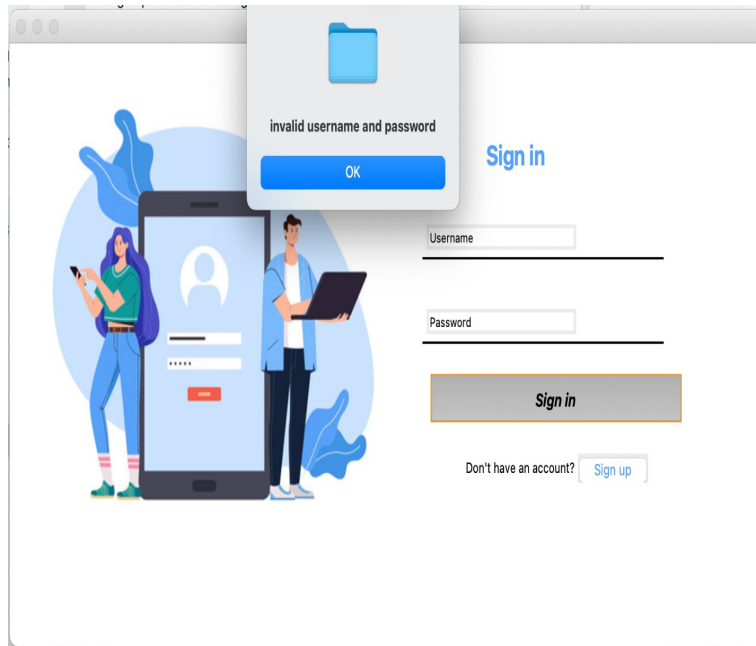 invalid username and password
OK
Sign in
Username
Password
Sign in
Don't have an account? Sign up